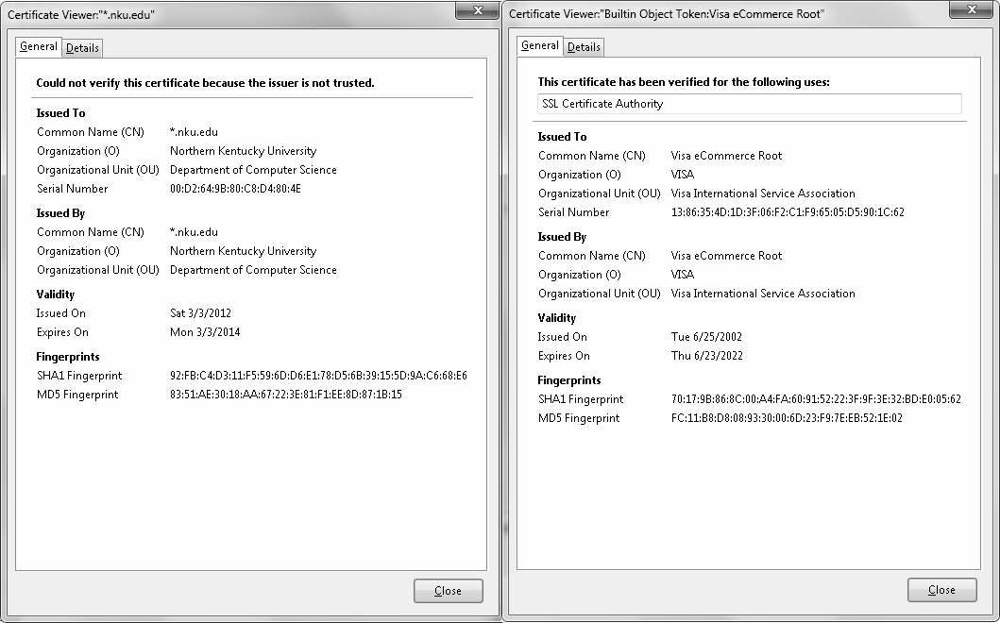 Certificate Viewer:"*.nku.edu"
General Details
Could not verify this certificate because the issuer is not trusted.
Issued To
Common Name (CN) *.nku.edu
Organization (O) Northern Kentucky University
Organizational Unit (OU) Department of Computer Science
Serial Number 00:D2:64:9B:80:C8:D4:80:4E
Issued By
Common Name (CN) *.nku.edu
Organization (O) Northern Kentucky University
Organizational Unit (OU) Department of Computer Science
Validity
Issued On Sat 3/3/2012
Expires On Mon 3/3/2014
Fingerprints
SHA1 Fingerprint 92:FB:C4:D3:11:F5:59:6D:D6:E1:78:D5:6B:39:15:5D:9A:C6:68:E6
MD5 Fingerprint 83:51:AE:30:18:AA:67:22:3E:81:F1:EE:8D:87:1B:15
Close
Certificate Viewer:"Builtin Object Token:Visa eCommerce Root"
General Details
This certificate has been verified for the following uses:
SSL Certificate Authority
Issued To
Common Name (CN) Visa eCommerce Root
Organization (O) VISA
Organizational Unit (OU) Visa International Service Association
Serial Number 13:86:35:4D:1D:3F:06:F2:C1:F9:65:05:D5:90:1C:62
Issued By
Common Name (CN) Visa eCommerce Root
Organization (O) VISA
Organizational Unit (OU) Visa International Service Association
Validity
Issued On Tue 6/25/2002
Expires On Thu 6/23/2022
Fingerprints
SHA1 Fingerprint 70:17:9B:86:8C:00:A4:FA:60:91:52:22:3F:9F:3E:32:BD:E0:05:62
MD5 Fingerprint FC:11:B8:D8:08:93:30:00:6D:23:F9:7E:EB:52:1E:02
Close